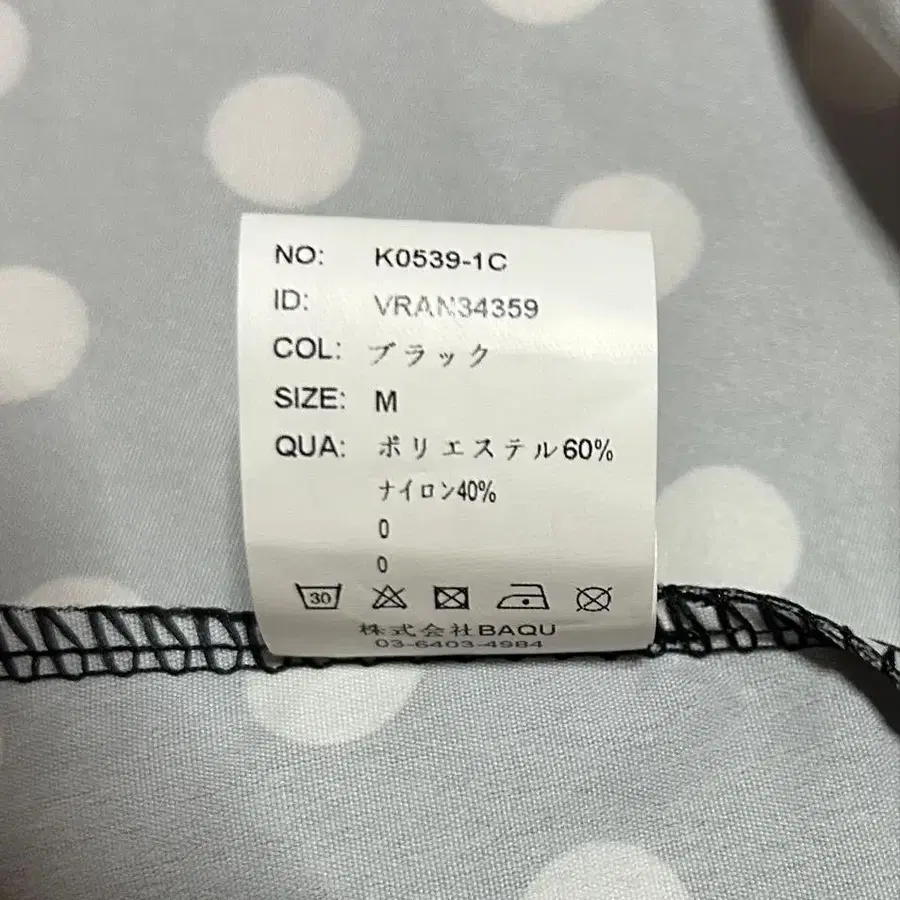 NO: K0539-1C
ID: VRAN34359
COL: ブラック
SIZE: M
QUA: ポリエステル60%
ナイロン40%
0
0
30
株式会社BAQU
03-6403-4984